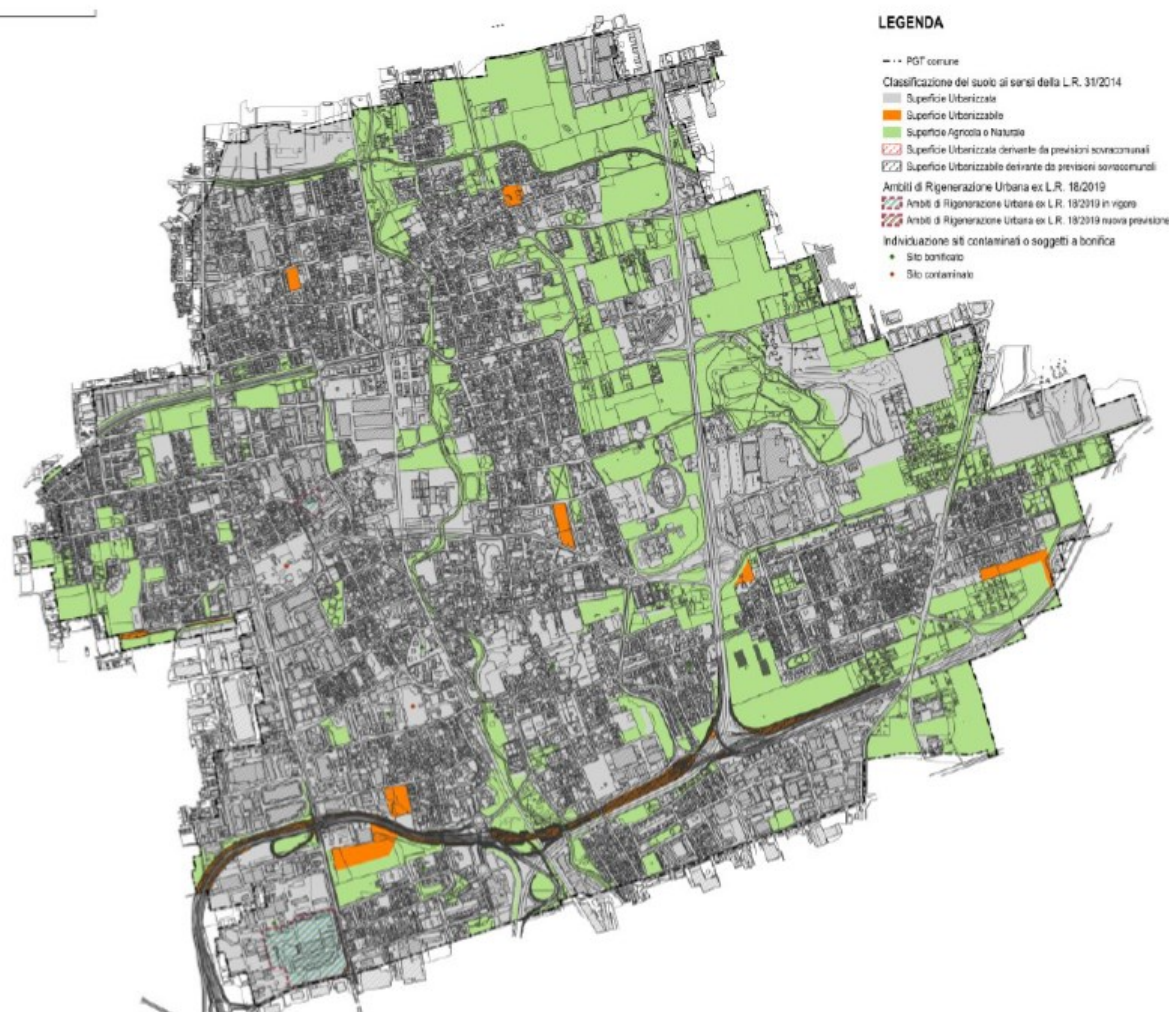 LEGENDA
PGT comune
Classificazione del suolo ai sensi della L.R. 31/2014
Superficie Urbanizzata
Superficie Urbanizzabile
Superficie Agricola o Naturale
Superficie Urbanizzata derivante da previsioni sovracomunali
Superficie Urbanizzabile derivante da previsioni sovracomunali
Ambiti di Rigenerazione Urbana ex L.R. 18/2019
Ambiti di Rigenerazione Urbana ex L.R. 18/2019 in vigore
Ambiti di Rigenerazione Urbana ex L.R. 18/2019 nuova previsione
Individuazione siti contaminati o soggetti a bonifica
Sito bonificato
Sito contaminato